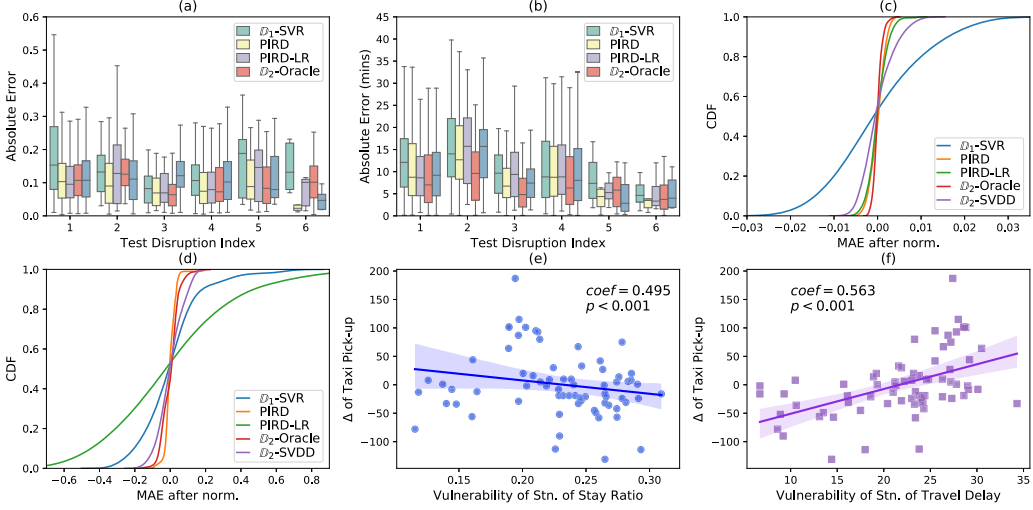 (a)
0.6
0.5
0.4
0.3
0.2
0.1
0.0
Absolute Error
𝔻₁-SVR
PIRD
PIRD-LR
𝔻₂-Oracle
1 2 3 4 5 6
Test Disruption Index
(b)
45
40
35
30
25
20
15
10
5
0
Absolute Error (mins)
𝔻₁-SVR
PIRD
PIRD-LR
𝔻₂-Oracle
1 2 3 4 5 6
Test Disruption Index
(c)
1.0
0.8
0.6
0.4
0.2
0.0
CDF
𝔻₁-SVR
PIRD
PIRD-LR
𝔻₂-Oracle
𝔻₂-SVDD
−0.03 −0.02 −0.01 0.00 0.01 0.02 0.03
MAE after norm.
(d)
1.0
0.8
0.6
0.4
0.2
0.0
CDF
𝔻₁-SVR
PIRD
PIRD-LR
𝔻₂-Oracle
𝔻₂-SVDD
−0.6 −0.4 −0.2 0.0 0.2 0.4 0.6 0.8
MAE after norm.
(e)
200
150
100
50
0
−50
−100
Δ of Taxi Pick-up
coef = 0.495
p < 0.001
0.15 0.20 0.25 0.30
Vulnerability of Stn. of Stay Ratio
(f)
200
150
100
50
0
−50
−100
Δ of Taxi Pick-up
coef = 0.563
p < 0.001
10 15 20 25 30 35
Vulnerability of Stn. of Travel Delay